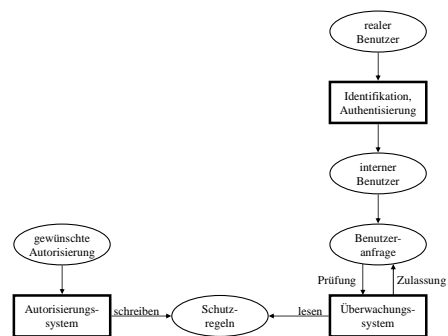 realer
Benutzer
Identifikation,
Authentisierung
interner
Benutzer
gewünschte
Autorisierung
Benutzer-
anfrage
Prüfung
Zulassung
Autorisierungs-
system
schreiben
Schutz-
regeln
lesen
Überwachungs-
system